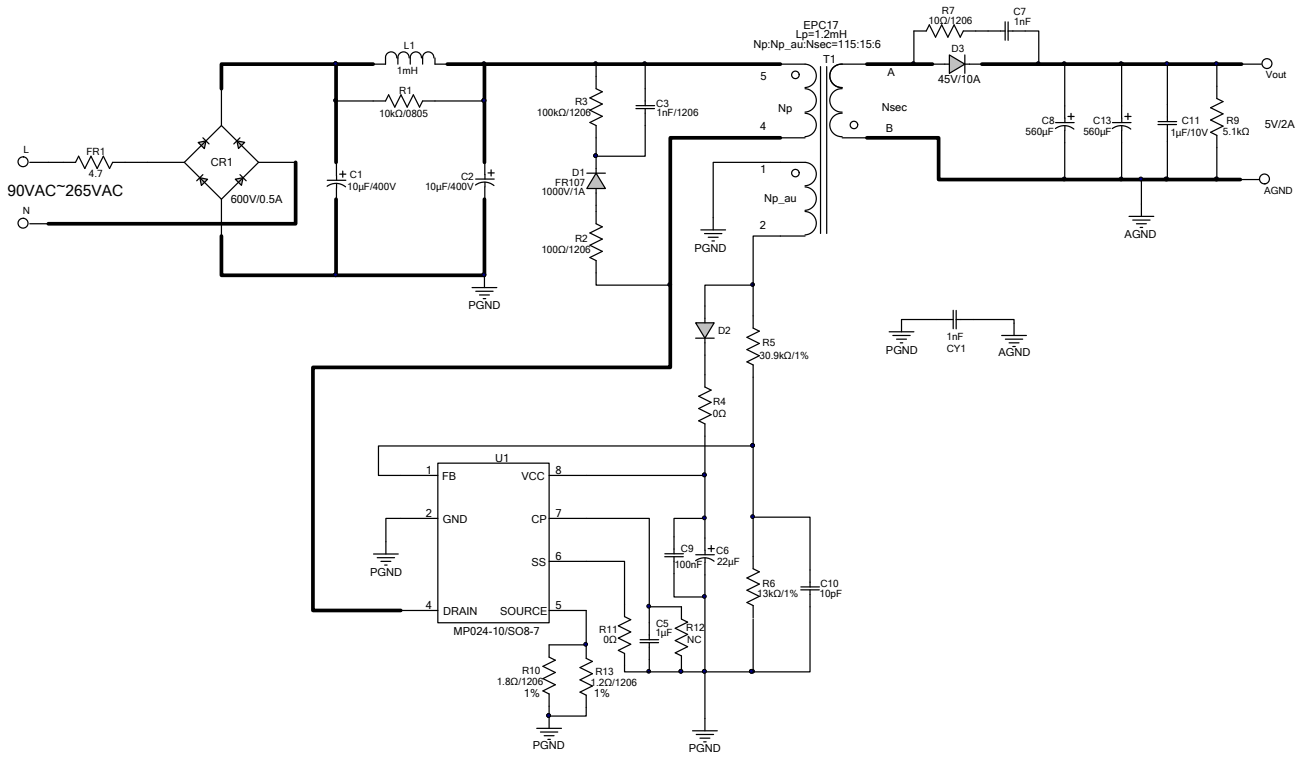 EPC17
Lp=1.2mH
Np:Np_au:Nsec=115:15:6
T1
R7
10Ω/1206
C7
1nF
D3
45V/10A
A
B
Nsec
Vout
5V/2A
AGND
L1
1mH
R1
10kΩ/0805
R3
100kΩ/1206
C3
1nF/1206
5
Np
4
C8
560µF
C13
560µF
C11
1µF/10V
R9
5.1kΩ
AGND
L
FR1
4.7
90VAC~265VAC
N
CR1
600V/0.5A
C1
10µF/400V
C2
10µF/400V
PGND
D1
FR107
1000V/1A
R2
100Ω/1206
1
Np_au
2
PGND
D2
R5
30.9kΩ/1%
R4
0Ω
PGND
1nF
CY1
AGND
U1
1
FB
VCC
8
2
GND
CP
7
SS
6
4
DRAIN
SOURCE
5
MP024-10/SO8-7
PGND
C9
100nF
C6
22µF
R6
13kΩ/1%
C10
10pF
R11
0Ω
C5
1µF
R12
NC
R10
1.8Ω/1206
1%
R13
1.2Ω/1206
1%
PGND
PGND